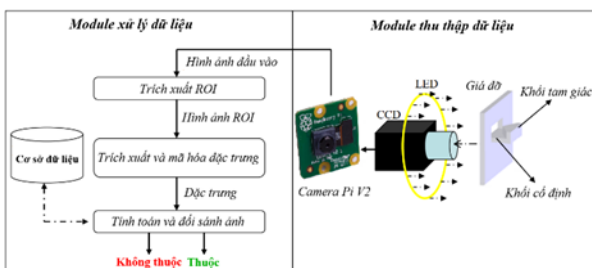 Module xử lý dữ liệu
Hình ảnh đầu vào
Trích xuất ROI
Hình ảnh ROI
Cơ sở dữ liệu
Trích xuất và mã hóa đặc trưng
Đặc trưng
Tính toán và đối sánh ảnh
Không thuộc
Thuộc
Module thu thập dữ liệu
LED
CCD
Giá đỡ
Khối tam giác
Khối cố định
Camera Pi V2